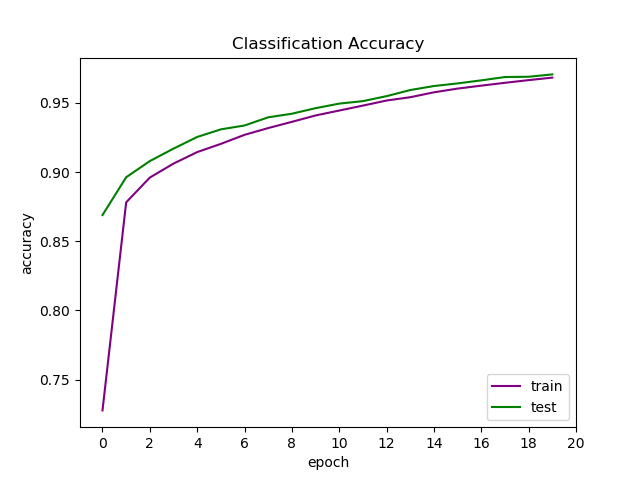 Classification Accuracy
accuracy
0.95
0.90
0.85
0.80
0.75
0 2 4 6 8 10 12 14 16 18 20
epoch
train
test